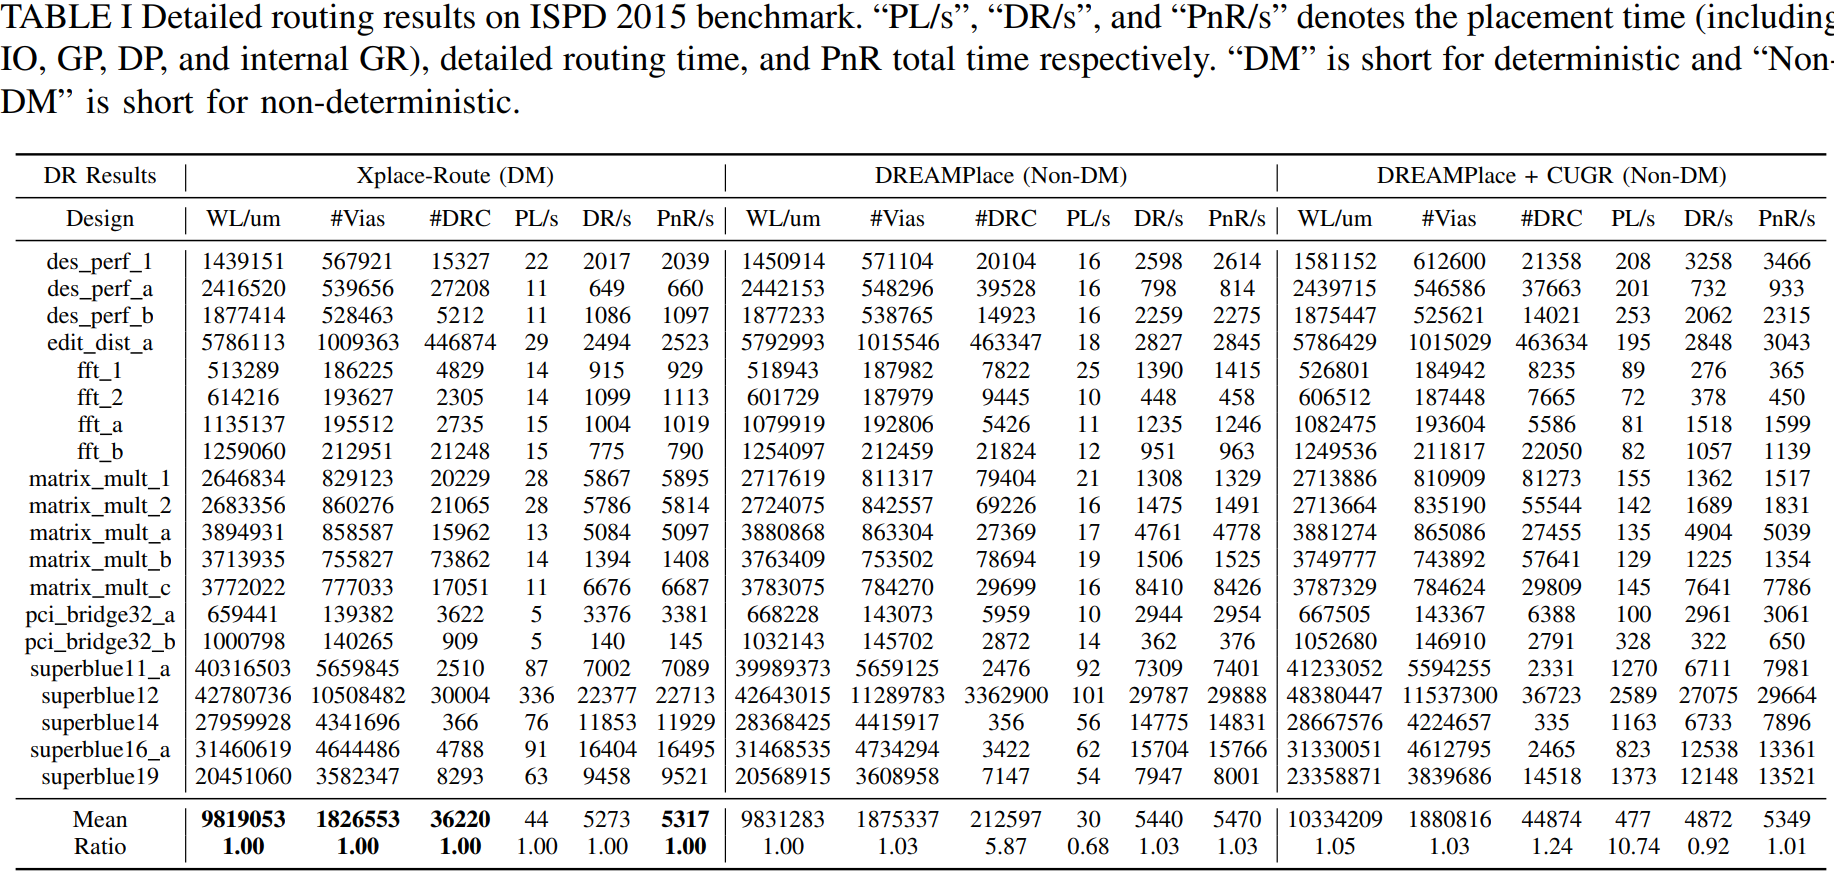 TABLE I Detailed routing results on ISPD 2015 benchmark. “PL/s”, “DR/s”, and “PnR/s” denotes the placement time (including
IO, GP, DP, and internal GR), detailed routing time, and PnR total time respectively. “DM” is short for deterministic and “Non-
DM” is short for non-deterministic.
DR Results Xplace-Route (DM) DREAMPlace (Non-DM) DREAMPlace + CUGR (Non-DM)
Design WL/um #Vias #DRC PL/s DR/s PnR/s WL/um #Vias #DRC PL/s DR/s PnR/s WL/um #Vias #DRC PL/s DR/s PnR/s
des_perf_1 1439151 567921 15327 22 2017 2039 1450914 571104 20104 16 2598 2614 1581152 612600 21358 208 3258 3466
des_perf_a 2416520 539656 27208 11 649 660 2442153 548296 39528 16 798 814 2439715 546586 37663 201 732 933
des_perf_b 1877414 528463 5212 11 1086 1097 1877233 538765 14923 16 2259 2275 1875447 525621 14021 253 2062 2315
edit_dist_a 5786113 1009363 446874 29 2494 2523 5792993 1015546 463347 18 2827 2845 5786429 1015029 463634 195 2848 3043
fft_1 513289 186225 4829 14 915 929 518943 187982 7822 25 1390 1415 526801 184942 8235 89 276 365
fft_2 614216 193627 2305 14 1099 1113 601729 187979 9445 10 448 458 606512 187448 7665 72 378 450
fft_a 1135137 195512 2735 15 1004 1019 1079919 192806 5426 11 1235 1246 1082475 193604 5586 81 1518 1599
fft_b 1259060 212951 21248 15 775 790 1254097 212459 21824 12 951 963 1249536 211817 22050 82 1057 1139
matrix_mult_1 2646834 829123 20229 28 5867 5895 2717619 811317 79404 21 1308 1329 2713886 810909 81273 155 1362 1517
matrix_mult_2 2683356 860276 21065 28 5786 5814 2724075 842557 69226 16 1475 1491 2713664 835190 55544 142 1689 1831
matrix_mult_a 3894931 858587 15962 13 5084 5097 3880868 863304 27369 17 4761 4778 3881274 865086 27455 135 4904 5039
matrix_mult_b 3713935 755827 73862 14 1394 1408 3763409 753502 78694 19 1506 1525 3749777 743892 57641 129 1225 1354
matrix_mult_c 3772022 777033 17051 11 6676 6687 3783075 784270 29699 16 8410 8426 3787329 784624 29809 145 7641 7786
pci_bridge32_a 659441 139382 3622 5 3376 3381 668228 143073 5959 10 2944 2954 667505 143367 6388 100 2961 3061
pci_bridge32_b 1000798 140265 909 5 140 145 1032143 145702 2872 14 362 376 1052680 146910 2791 328 322 650
superblue11_a 40316503 5659845 2510 87 7002 7089 39989373 5659125 2476 92 7309 7401 41233052 5594255 2331 1270 6711 7981
superblue12 42780736 10508482 30004 336 22377 22713 42643015 11289783 3362900 101 29787 29888 48380447 11537300 36723 2589 27075 29664
superblue14 27959928 4341696 366 76 11853 11929 28368425 4415917 356 56 14775 14831 28667576 4224657 335 1163 6733 7896
superblue16_a 31460619 4644486 4788 91 16404 16495 31468535 4734294 3422 62 15704 15766 31330051 4612795 2465 823 12538 13361
superblue19 20451060 3582347 8293 63 9458 9521 20568915 3608958 7147 54 7947 8001 23358871 3839686 14518 1373 12148 13521
Mean 9819053 1826553 36220 44 5273 5317 9831283 1875337 212597 30 5440 5470 10334209 1880816 44874 477 4872 5349
Ratio 1.00 1.00 1.00 1.00 1.00 1.00 1.00 1.03 5.87 0.68 1.03 1.03 1.05 1.03 1.24 10.74 0.92 1.01